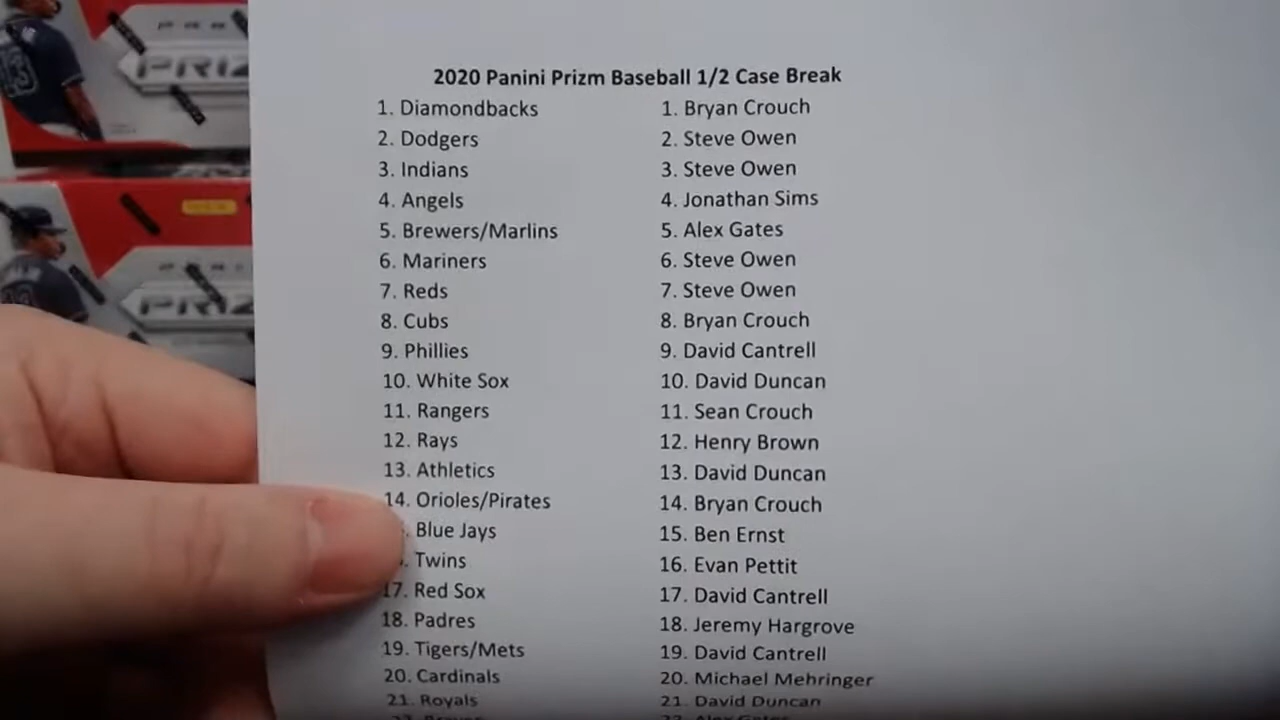 2020 Panini Prizm Baseball 1/2 Case Break
1. Diamondbacks 1. Bryan Crouch
2. Dodgers 2. Steve Owen
3. Indians 3. Steve Owen
4. Angels 4. Jonathan Sims
5. Brewers/Marlins 5. Alex Gates
6. Mariners 6. Steve Owen
7. Reds 7. Steve Owen
8. Cubs 8. Bryan Crouch
9. Phillies 9. David Cantrell
10. White Sox 10. David Duncan
11. Rangers 11. Sean Crouch
12. Rays 12. Henry Brown
13. Athletics 13. David Duncan
14. Orioles/Pirates 14. Bryan Crouch
. Blue Jays 15. Ben Ernst
. Twins 16. Evan Pettit
17. Red Sox 17. David Cantrell
18. Padres 18. Jeremy Hargrove
19. Tigers/Mets 19. David Cantrell
20. Cardinals 20. Michael Mehringer
21. Royals 21. David Duncan
PRIZ
PRIZ